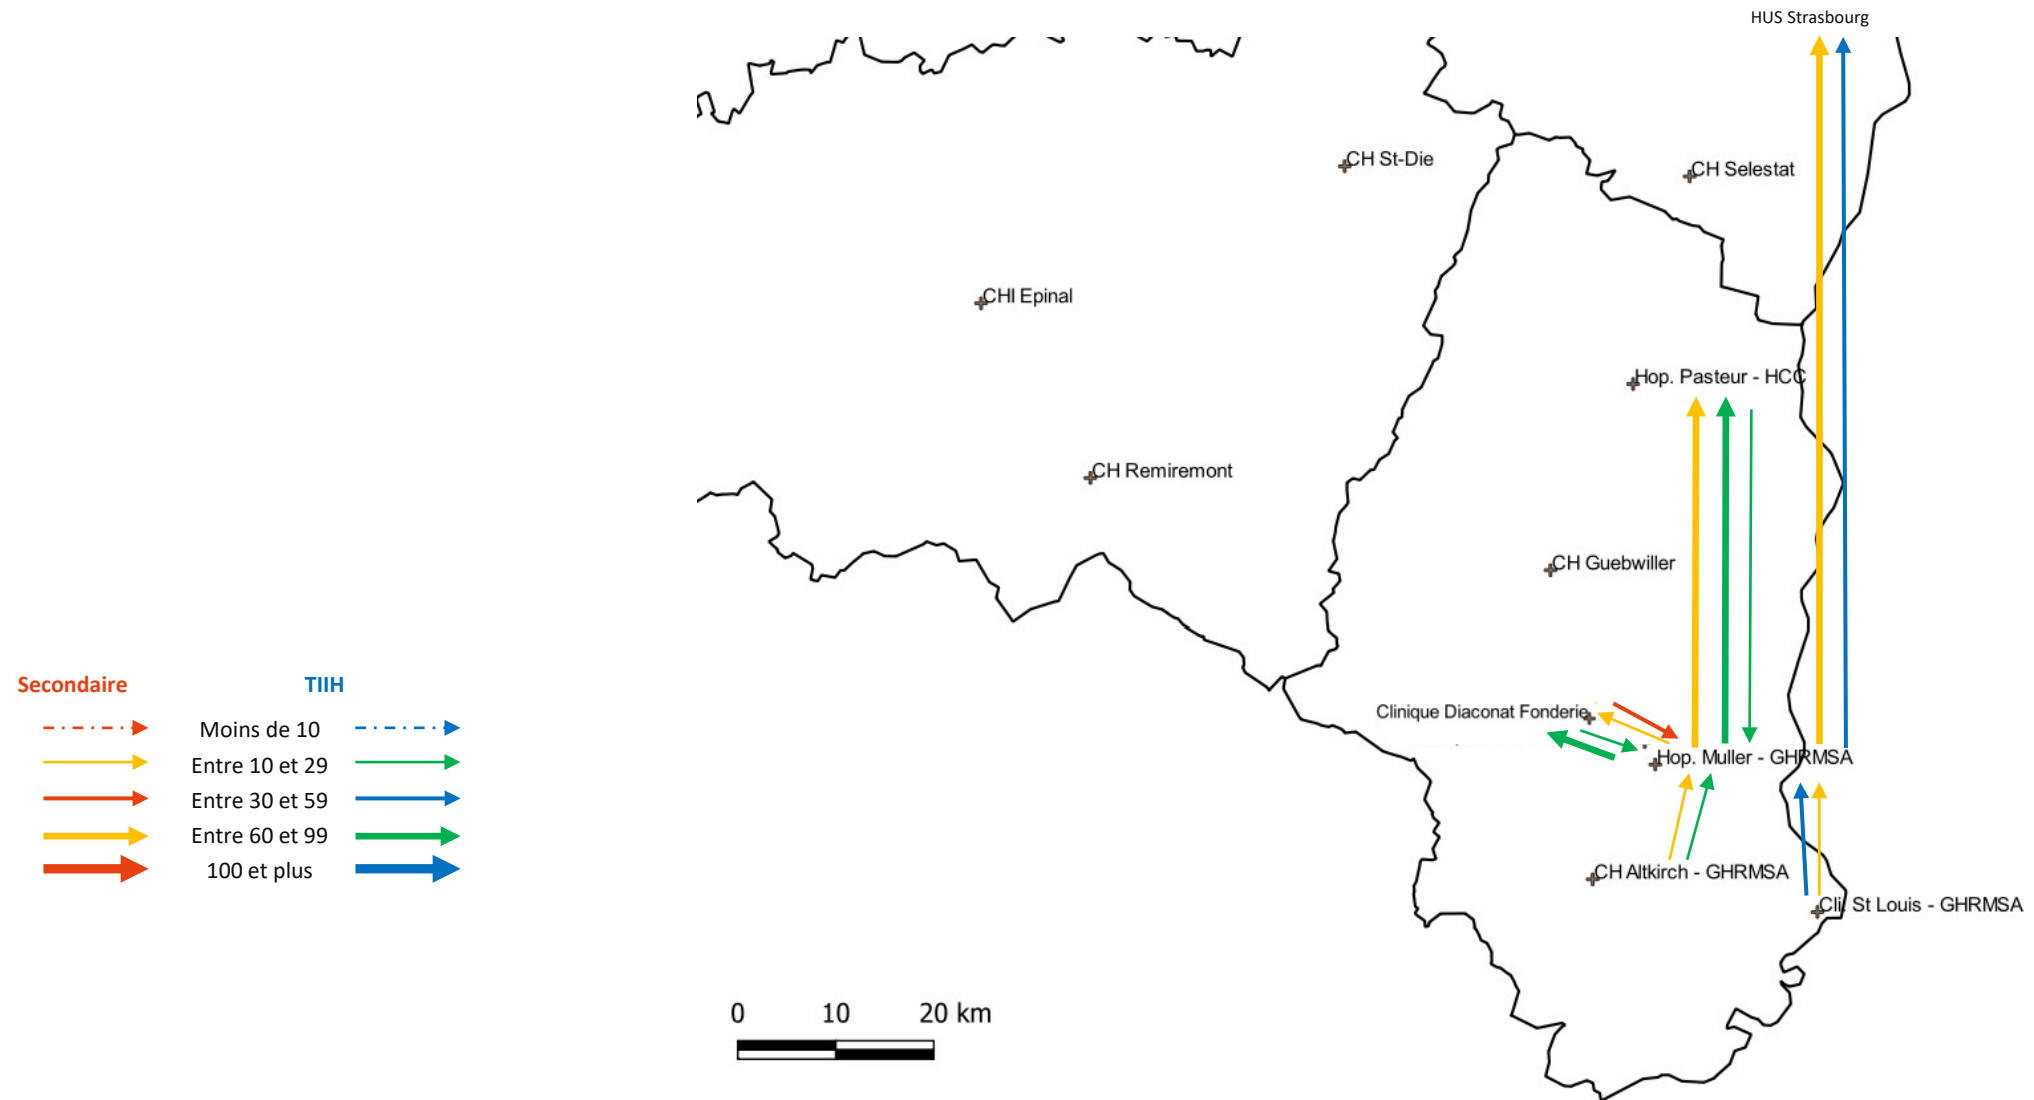 HUS Strasbourg
CH St-Die
CH Selestat
CHI Epinal
Hop. Pasteur - HCC
CH Remiremont
CH Guebwiller
Clinique Diaconat Fonderie
Hop. Muller - GHRMSA
CH Altkirch - GHRMSA
Cli. St Louis - GHRMSA
Secondaire TIIH
Moins de 10
Entre 10 et 29
Entre 30 et 59
Entre 60 et 99
100 et plus
0 10 20 km